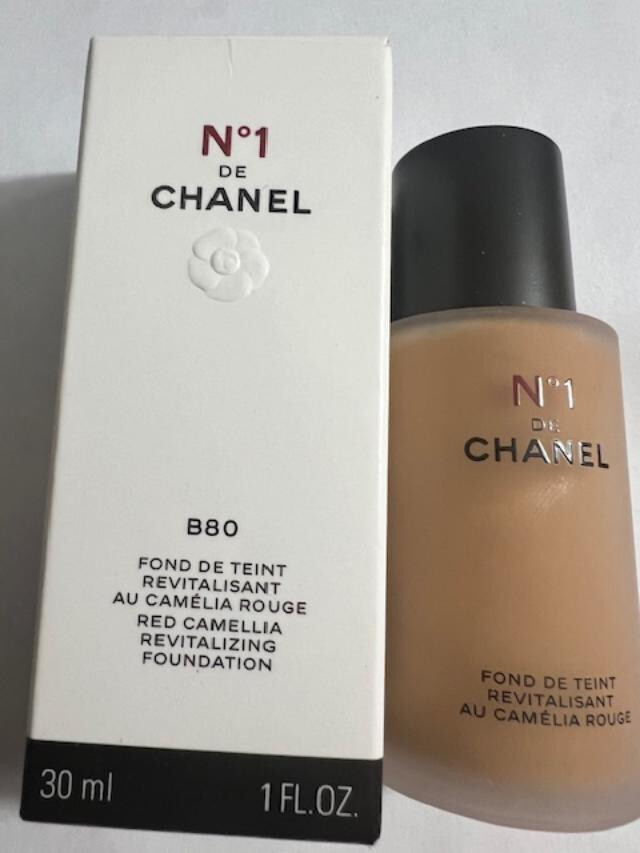 N°1
DE
CHANEL
B80
FOND DE TEINT
REVITALISANT
AU CAMÉLIA ROUGE
RED CAMELLIA
REVITALIZING
FOUNDATION
30 ml
1 FL.OZ.
N°1
DE
CHANEL
FOND DE TEINT
REVITALISANT
AU CAMÉLIA ROUGE